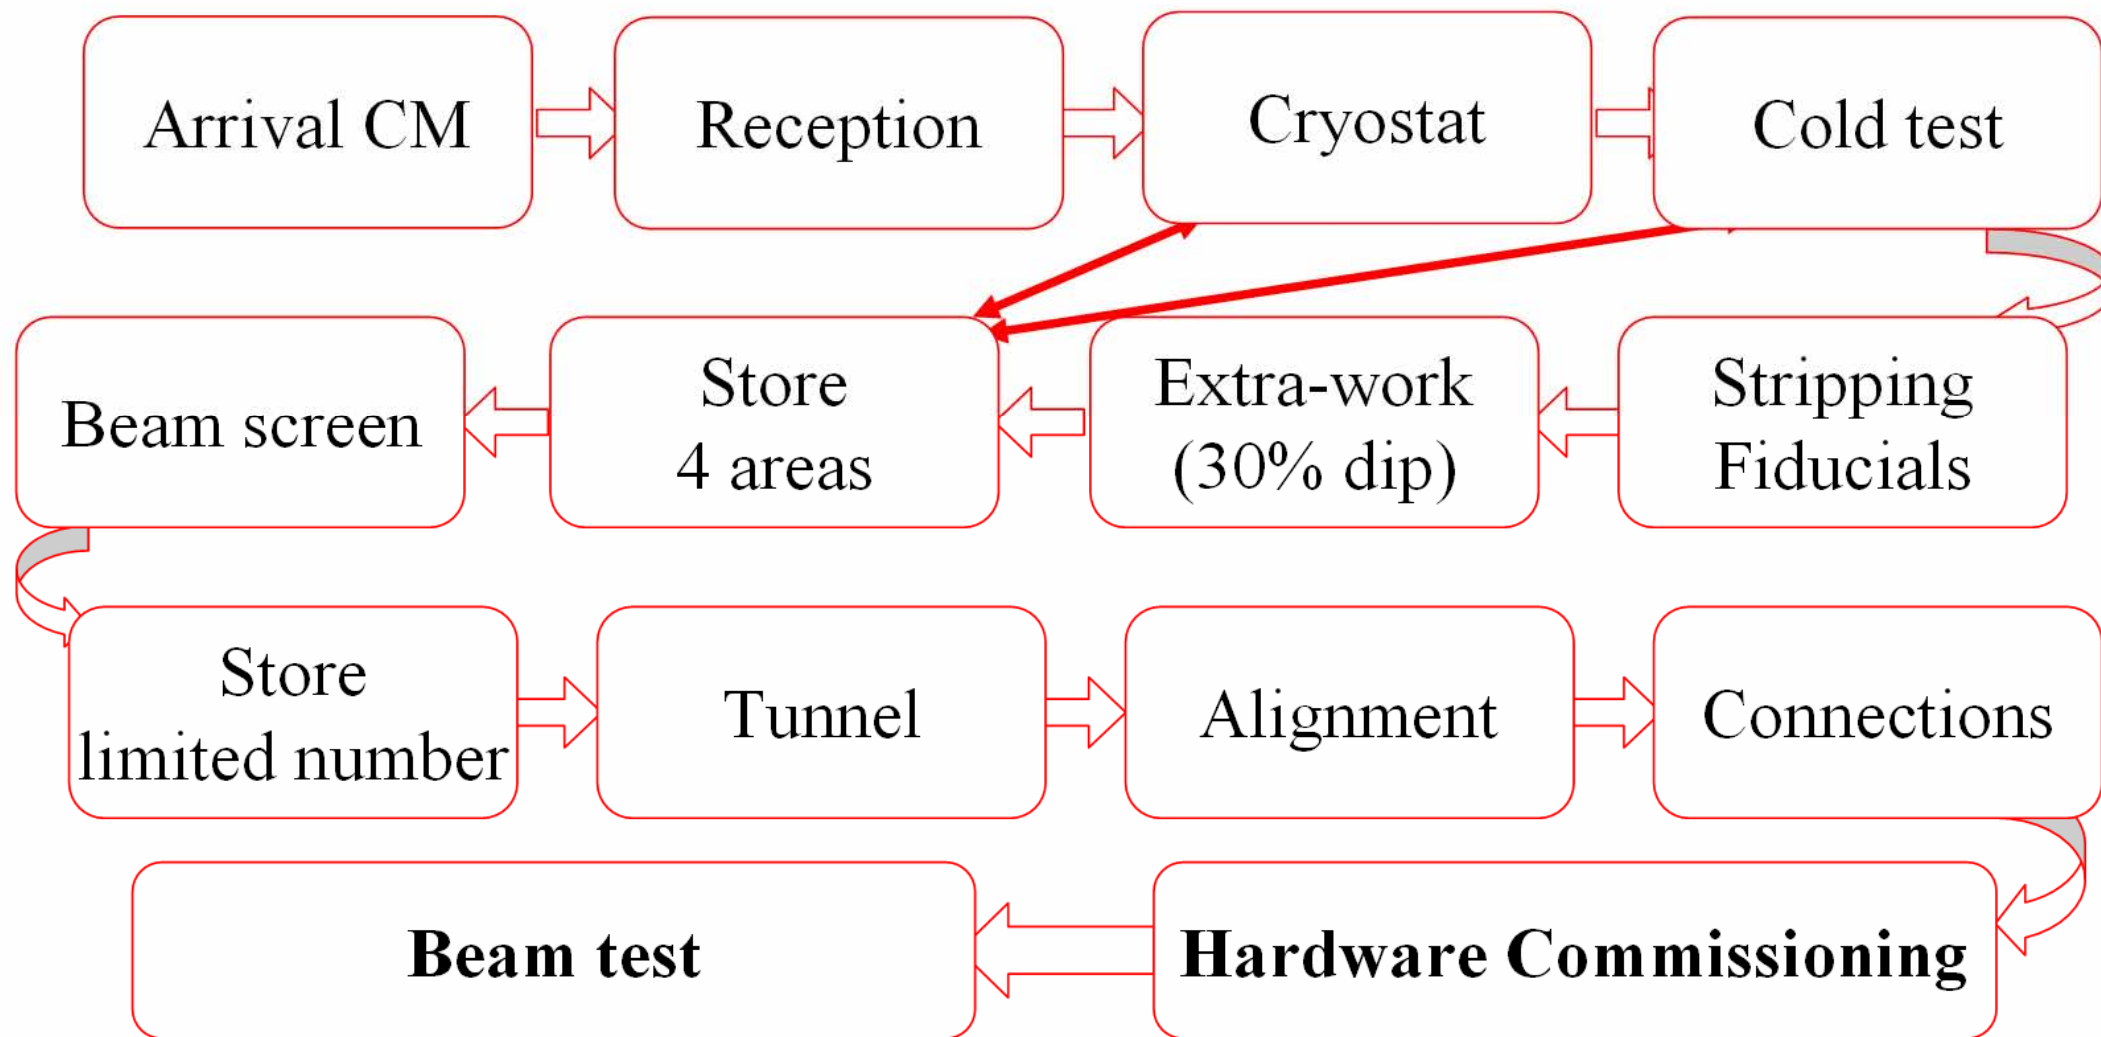 Arrival CM
Reception
Cryostat
Cold test
Beam screen
Store
4 areas
Extra-work
(30% dip)
Stripping
Fiducials
Store
limited number
Tunnel
Alignment
Connections
Beam test
Hardware Commissioning